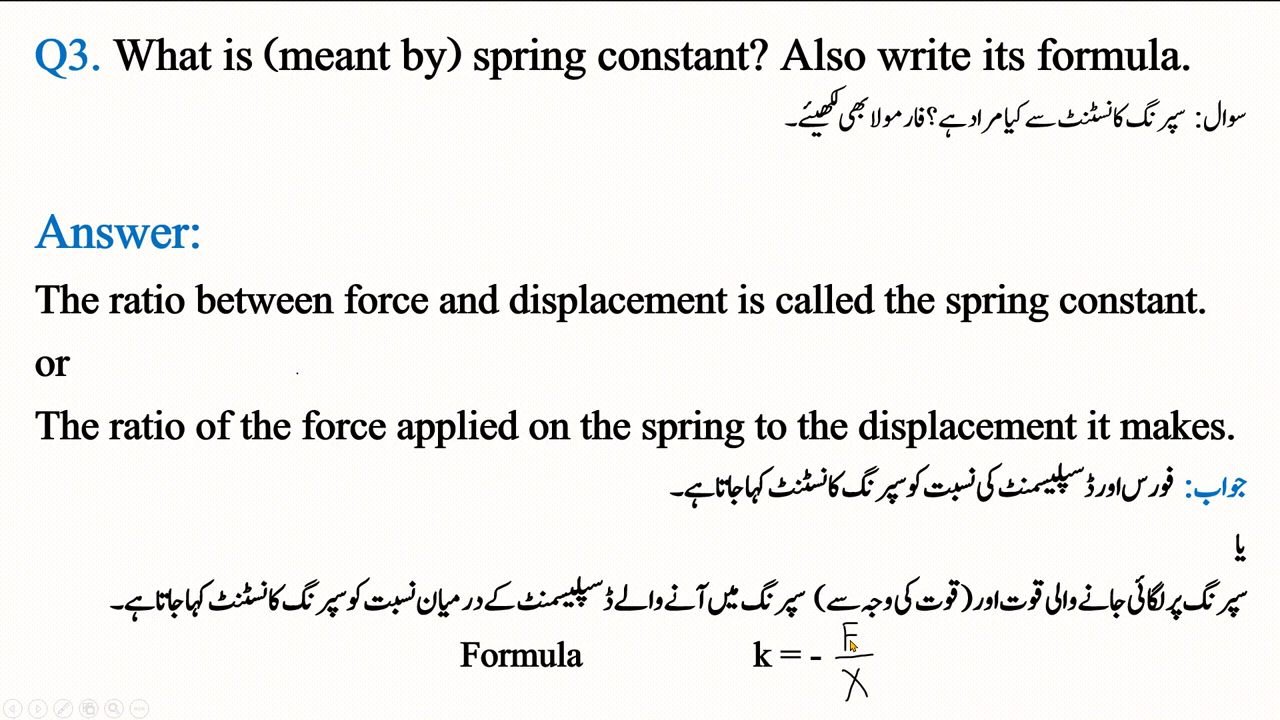 Q3. What is (meant by) spring constant? Also write its formula.
سوال: سپرنگ کانسٹنٹ سے کیا مراد ہے؟ فارمولا بھی لکھیئے۔
Answer:
The ratio between force and displacement is called the spring constant.
or
The ratio of the force applied on the spring to the displacement it makes.
جواب: فورس اور ڈسپلیسمنٹ کی نسبت کو سپرنگ کانسٹنٹ کہا جاتا ہے۔
یا
سپرنگ پر لگائی جانے والی قوت اور (قوت کی وجہ سے) سپرنگ میں آنے والے ڈسپلیسمنٹ کے درمیان نسبت کو سپرنگ کانسٹنٹ کہا جاتا ہے۔
Formula k = - F
X